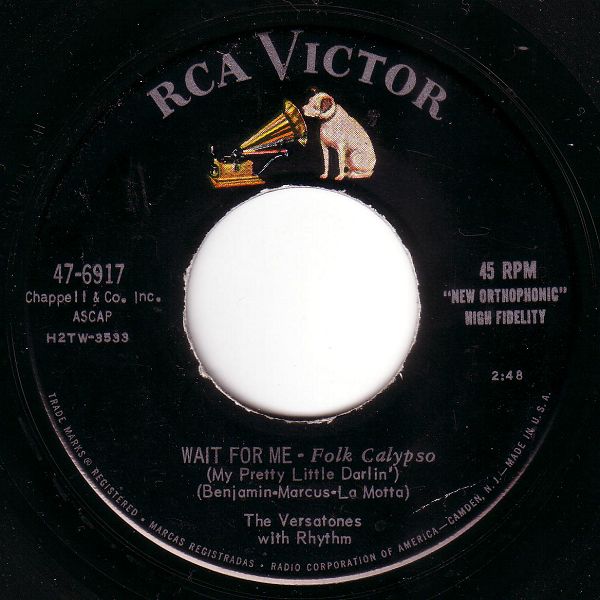 RCA VICTOR
47-6917
Chappell & Co. Inc.
ASCAP
H2TW-3533
45 RPM
"NEW ORTHOPHONIC"
HIGH FIDELITY
2:48
WAIT FOR ME - Folk Calypso
(My Pretty Little Darlin')
(Benjamin-Marcus-La Motta)
The Versatones
with Rhythm
TRADE MARKS ® REGISTERED • MARCAS REGISTRADAS • RADIO CORPORATION OF AMERICA—CAMDEN, N. J.—MADE IN U.S.A.